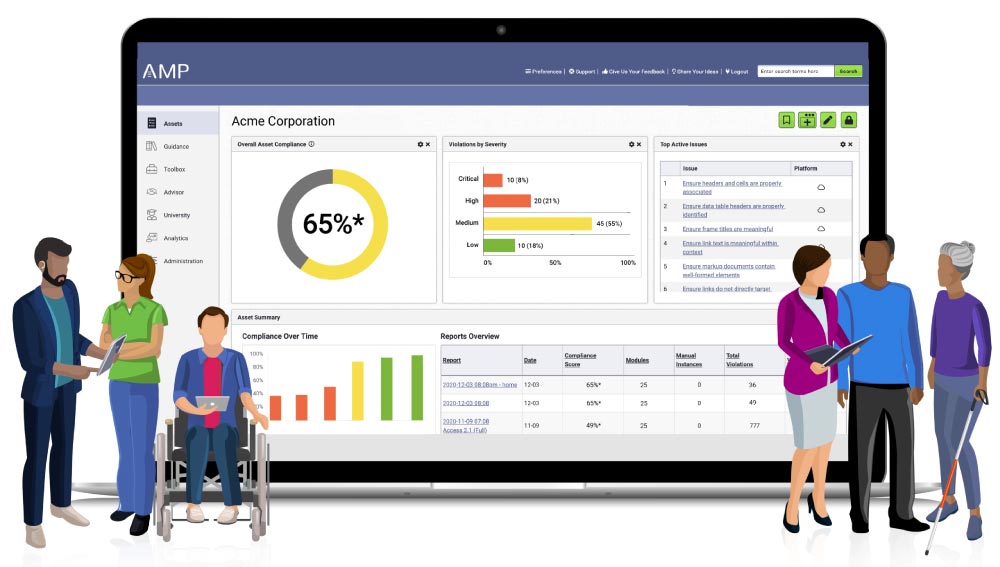 AMP
Preferences | Support | Give Us Your Feedback | Share Your Ideas | Logout
Enter search terms here
Search
Assets
Guidance
Toolbox
Advisor
University
Analytics
Administration
Acme Corporation
Overall Asset Compliance
65%*
Violations by Severity
Critical 10 (8%)
High 20 (21%)
Medium 45 (55%)
Low 10 (18%)
0% 50% 100%
Top Active Issues
Issue Platform
1 Ensure headers and cells are properly
associated
2 Ensure data table headers are properly
identified
3 Ensure frame titles are meaningful
4 Ensure link text is meaningful within
context
5 Ensure markup documents contain
well-formed elements
6 Ensure links do not directly target
Asset Summary
Compliance Over Time
100%
80%
60%
40%
20%
Reports Overview
Report Date Compliance Score Modules Manual Instances Total Violations
2020-12-03 08:08pm - home 12-03 65%* 25 0 36
2020-12-03 08:08 12-03 65%* 25 0 49
2020-11-09 07:08 11-09 49%* 25 0 777
Access 2.1 (Full)